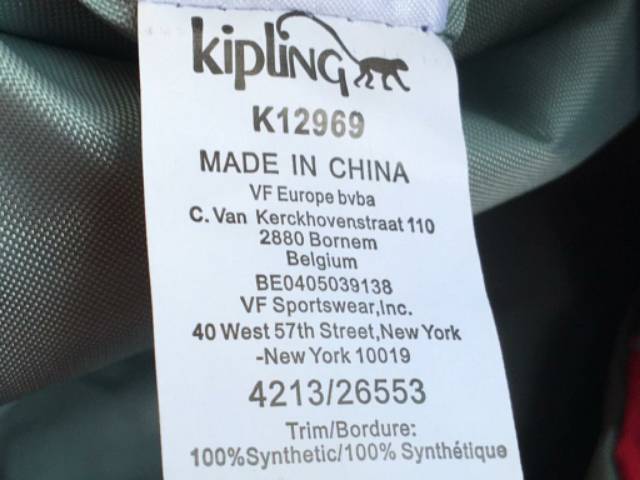 kipling
K12969
MADE IN CHINA
VF Europe bvba
C. Van Kerckhovenstraat 110
2880 Bornem
Belgium
BE0405039138
VF Sportswear,Inc.
40 West 57th Street,New York
-New York 10019
4213/26553
Trim/Bordure:
100%Synthetic/100% Synthétique